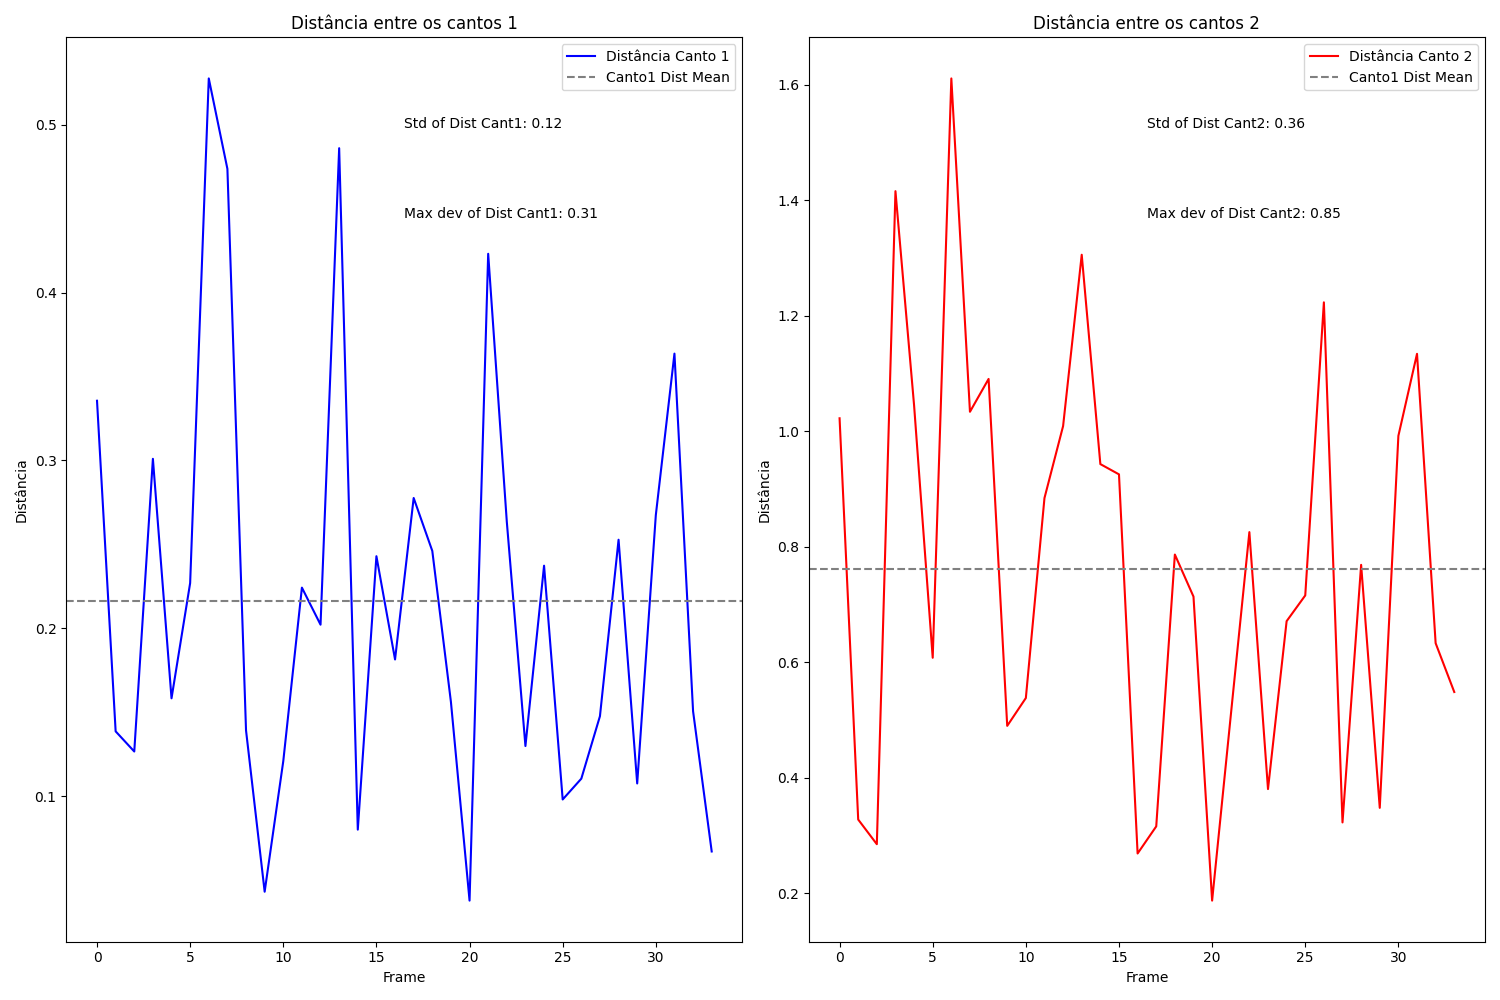 Distância entre os cantos 1
Distância Canto 1
Canto1 Dist Mean
Std of Dist Cant1: 0.12
Max dev of Dist Cant1: 0.31
Distância
0.5
0.4
0.3
0.2
0.1
0 5 10 15 20 25 30
Frame
Distância entre os cantos 2
Distância Canto 2
Canto1 Dist Mean
Std of Dist Cant2: 0.36
Max dev of Dist Cant2: 0.85
Distância
1.6
1.4
1.2
1.0
0.8
0.6
0.4
0.2
0 5 10 15 20 25 30
Frame